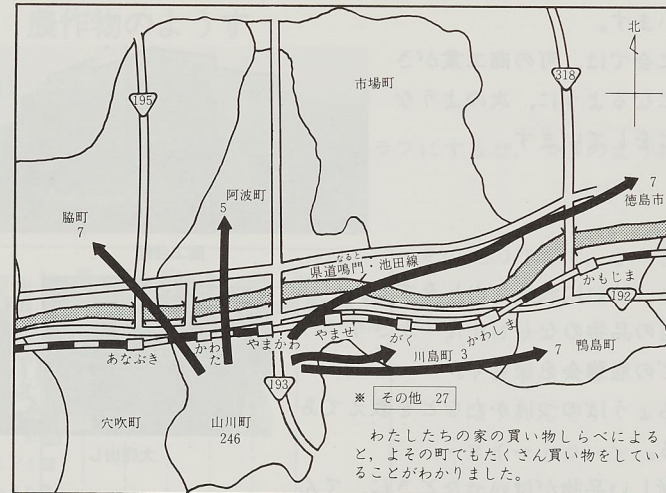 北
318
195
市場町
7
徳島市
阿波町
5
脇町
7
なると
県道鳴門・池田線
かもじま
192
やませ
がく
かわしま
あなぶき
かわた
やまかわ
川島町 3
7
鴨島町
193
穴吹町
山川町
246
※ その他 27
わたしたちの家の買い物しらべによる
と,よその町でもたくさん買い物をしてい
ることがわかりました。